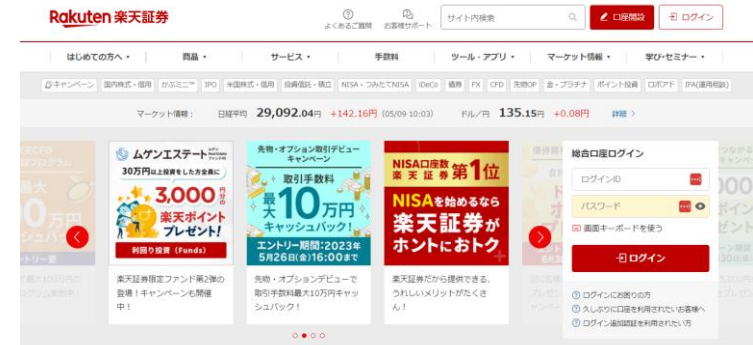 Rakuten 楽天証券
よくあるご質問
お客様サポート
サイト内検索
口座開設
ログイン
はじめての方へ
商品
サービス
手数料
ツール・アプリ
マーケット情報
学び・セミナー
キャンペーン 国内株式・信用 かぶミニ™ IPO 米国株式・信用 投資信託・積立 NISA・つみたてNISA iDeCo 債券 FX CFD 先物OP 金・プラチナ ポイント投資 ロボアド IFA(運用相談)
マーケット情報： 日経平均 29,092.04円 +142.16円 (05/09 10:03) ドル/円 135.15円 +0.08円 詳細
ムゲンエステート
30万円以上投資をした方全員に
3,000円分の
楽天ポイント
プレゼント!
利回り投資（Funds）
楽天証券限定ファンド第2弾の
登場！キャンペーンも開催
中！
先物・オプション取引デビュー
キャンペーン
取引手数料
最大10万円
キャッシュバック!
エントリー期間:2023年
5月26日(金)16:00まで
先物・オプションデビューで
取引手数料最大10万円キャッ
シュバック！
NISA口座数
楽天証券 第1位
NISAを始めるなら
楽天証券が
ホントにおトク
楽天証券だから提供できる、
うれしいメリットがたくさ
ん！
総合口座ログイン
ログインID
パスワード
画面キーボードを使う
ログイン
ログインにお困りの方
久しぶりに口座を利用されたいお客様へ
ログイン追加認証を利用されたい方